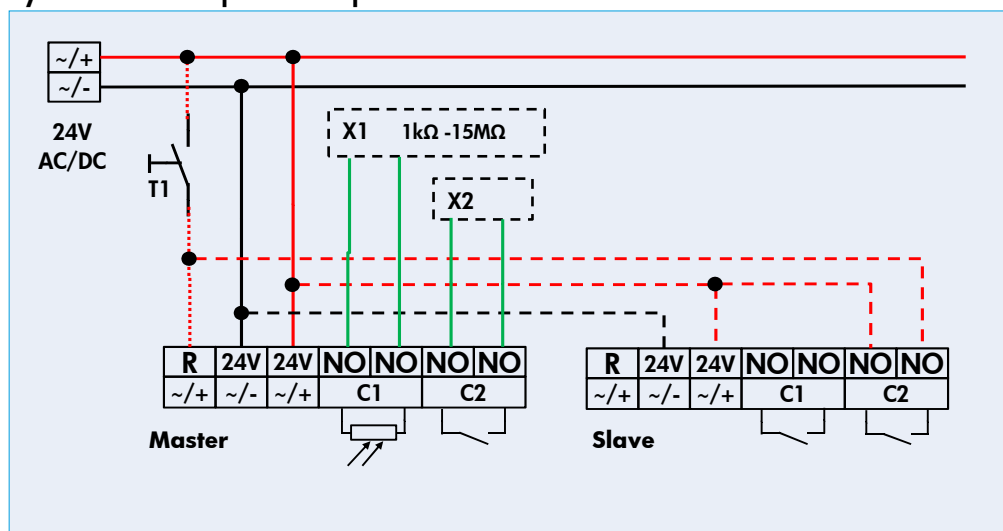 ~/+
~/-
24V
AC/DC
T1
X1 1kΩ -15MΩ
X2
R 24V 24V NO NO NO NO
~/+ ~/- ~/+ C1 C2
Master
R 24V 24V NO NO NO NO
~/+ ~/- ~/+ C1 C2
Slave